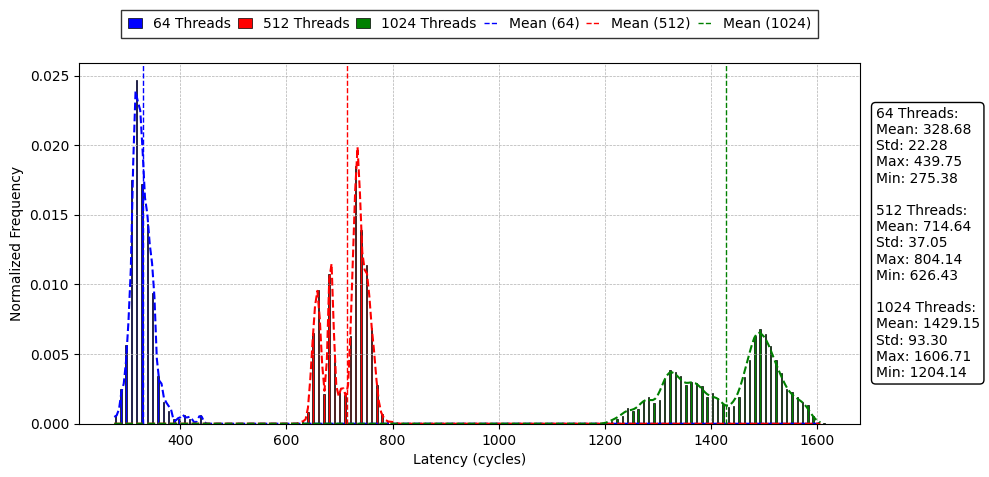 64 Threads 512 Threads 1024 Threads Mean (64) Mean (512) Mean (1024)
0.025
0.020
0.015
0.010
0.005
0.000
Normalized Frequency
400 600 800 1000 1200 1400 1600
Latency (cycles)
64 Threads:
Mean: 328.68
Std: 22.28
Max: 439.75
Min: 275.38
512 Threads:
Mean: 714.64
Std: 37.05
Max: 804.14
Min: 626.43
1024 Threads:
Mean: 1429.15
Std: 93.30
Max: 1606.71
Min: 1204.14